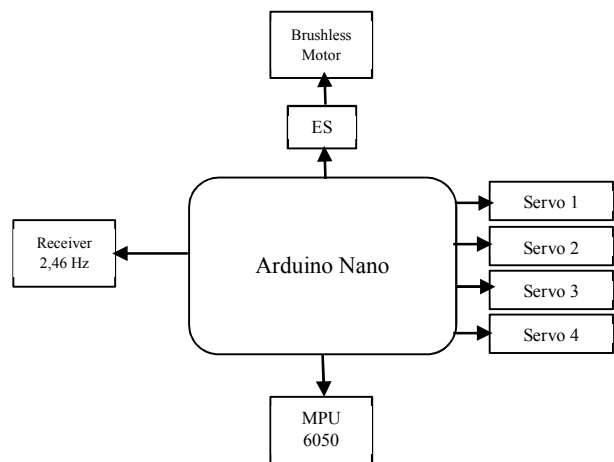 Brushless
Motor
ES
Servo 1
Receiver
2,46 Hz
Arduino Nano
Servo 2
Servo 3
Servo 4
MPU
6050